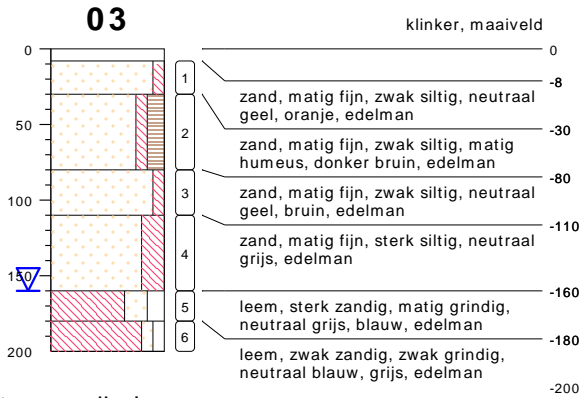 03
klinker, maaiveld
0
0
-8
1
zand, matig fijn, zwak siltig, neutraal
geel, oranje, edelman
-30
50
2
zand, matig fijn, zwak siltig, matig
humeus, donker bruin, edelman
-80
3
zand, matig fijn, zwak siltig, neutraal
geel, bruin, edelman
100
-110
4
zand, matig fijn, sterk siltig, neutraal
grijs, edelman
150
-160
5
leem, sterk zandig, matig grindig,
neutraal grijs, blauw, edelman
-180
6
leem, zwak zandig, zwak grindig,
neutraal blauw, grijs, edelman
200
-200